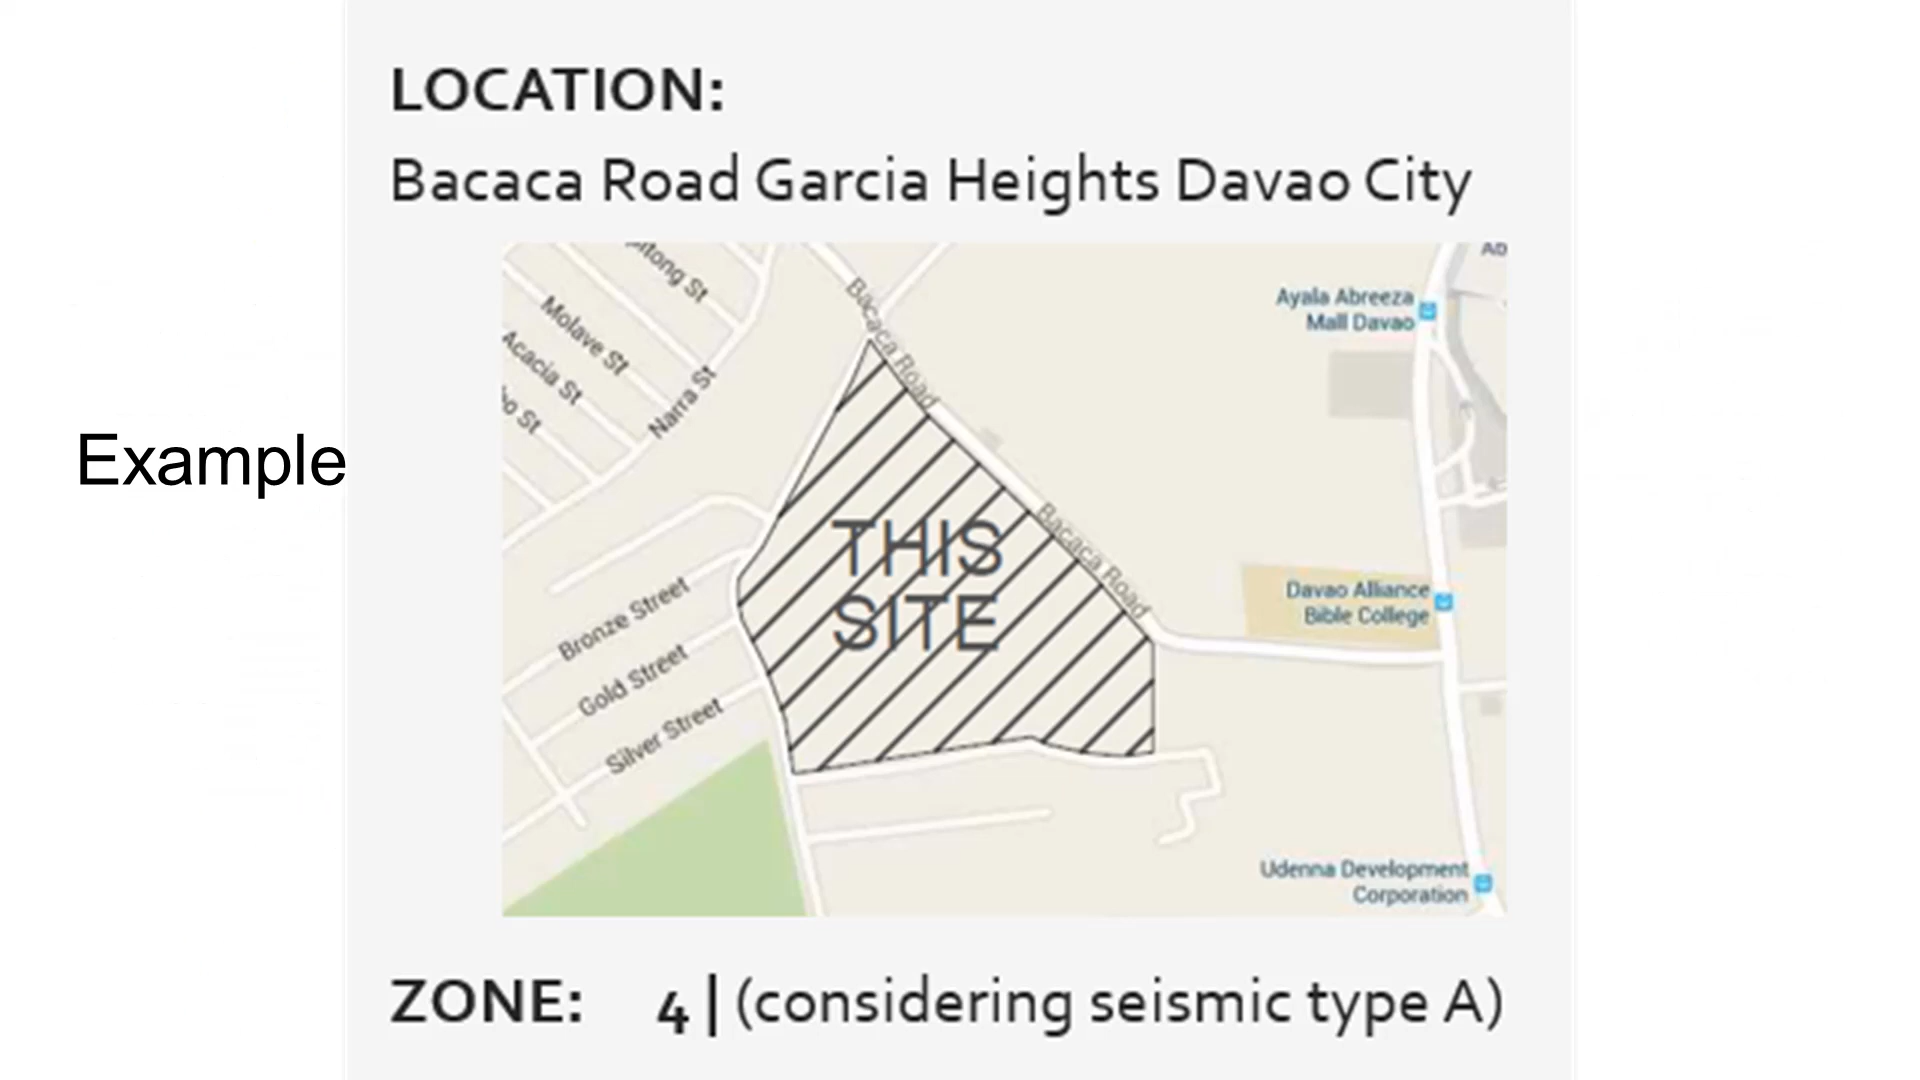 LOCATION:
Bacaca Road Garcia Heights Davao City
Example
St
Molave St
Acacia St
St
Narra St
Bacaca Road
Ayala Abreeza
Mall Davao
THIS
SITE
Bacaca Road
Davao Alliance
Bible College
Bronze Street
Gold Street
Silver Street
Udenna Development
Corporation
ZONE: 4 | (considering seismic type A)